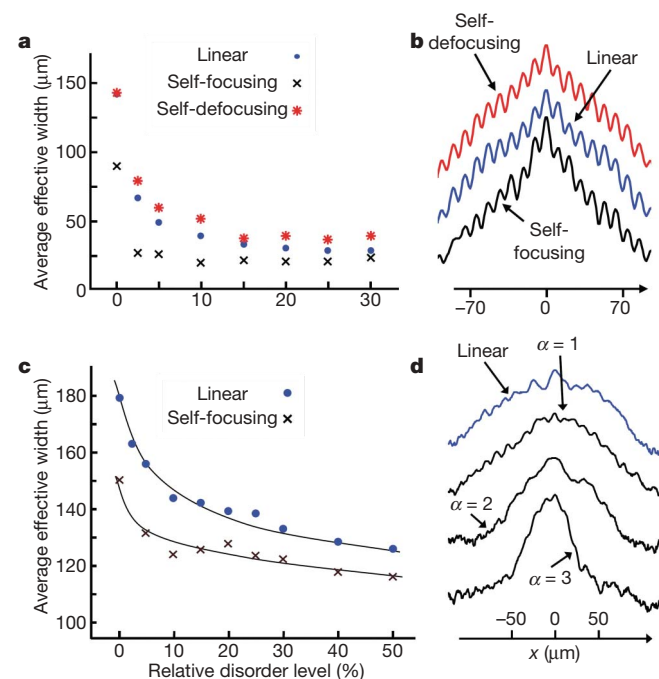 a
Linear
Self-focusing
Self-defocusing
Average effective width (µm)
150
100
50
0
0
10
20
30
b
Self-
defocusing
Linear
Self-
focusing
−70
0
70
c
Linear
Self-focusing
Average effective width (µm)
180
160
140
120
100
0
10
20
30
40
50
Relative disorder level (%)
d
Linear
α = 1
α = 2
α = 3
−50
0
50
x (µm)